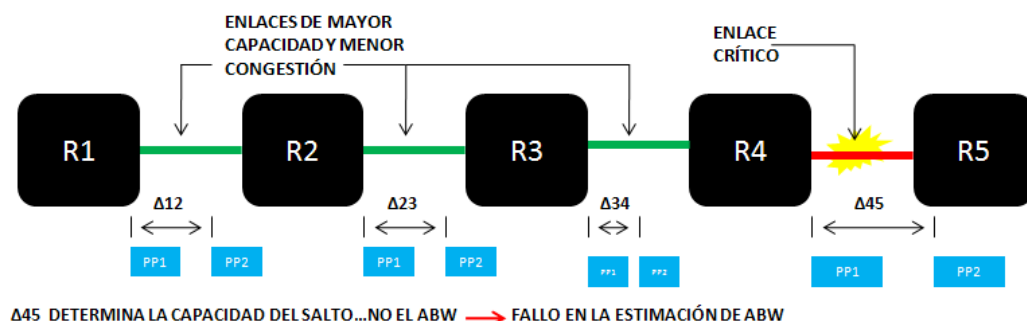 ENLACES DE MAYOR
CAPACIDAD Y MENOR
CONGESTIÓN
ENLACE
CRÍTICO
R1
R2
R3
R4
R5
Δ12
Δ23
Δ34
Δ45
PP1
PP2
PP1
PP2
PP1
PP2
PP1
PP2
Δ45 DETERMINA LA CAPACIDAD DEL SALTO...NO EL ABW
FALLO EN LA ESTIMACIÓN DE ABW